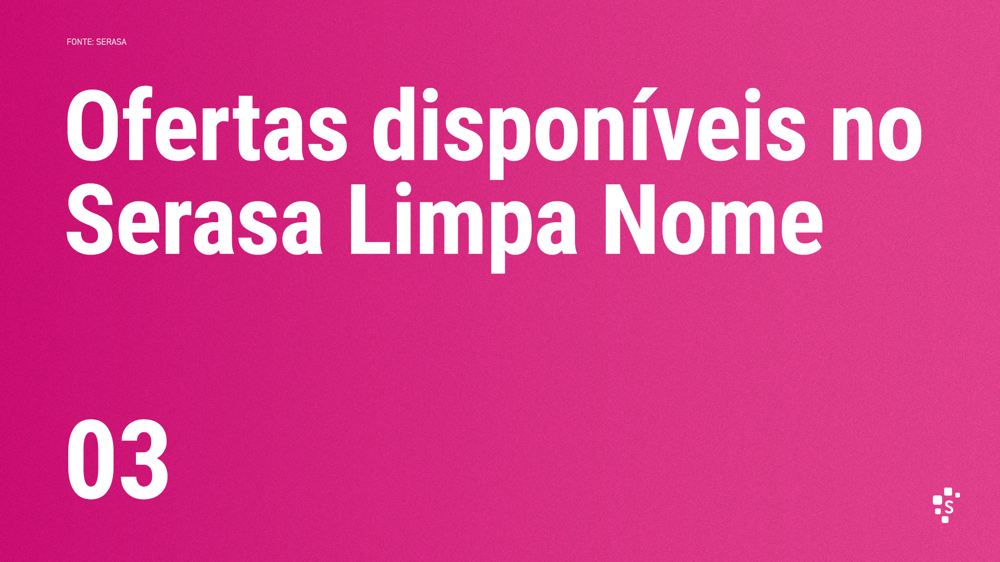 FONTE: SERASA
Ofertas disponíveis no
Serasa Limpa Nome
03
S